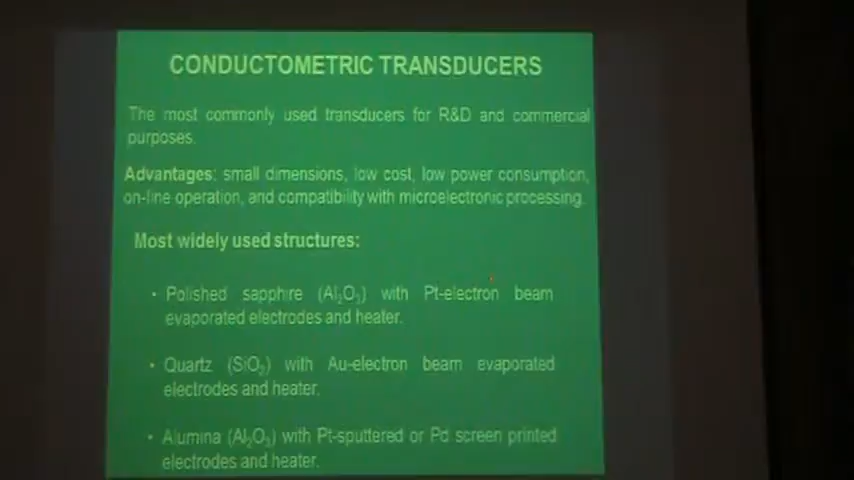 CONDUCTOMETRIC TRANSDUCERS
The most commonly used transducers for R&D and commercial
purposes.
Advantages: small dimensions, low cost, low power consumption,
on-line operation, and compatibility with microelectronic processing.
Most widely used structures:
• Polished sapphire (Al₂O₃) with Pt-electron beam
evaporated electrodes and heater.
• Quartz (SiO₂) with Au-electron beam evaporated
electrodes and heater.
• Alumina (Al₂O₃) with Pt-sputtered or Pd screen printed
electrodes and heater.